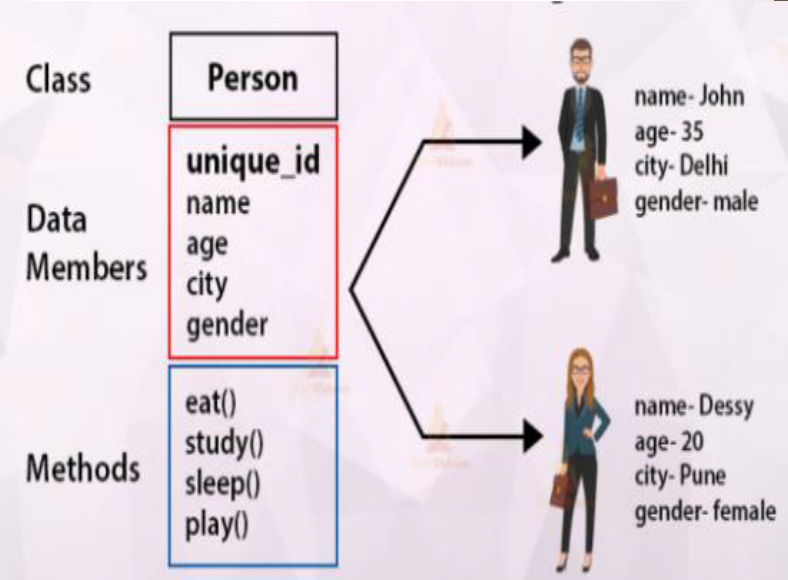 Class
Person
Data
Members
unique_id
name
age
city
gender
Methods
eat()
study()
sleep()
play()
name- John
age- 35
city- Delhi
gender- male
name- Dessy
age- 20
city- Pune
gender- female